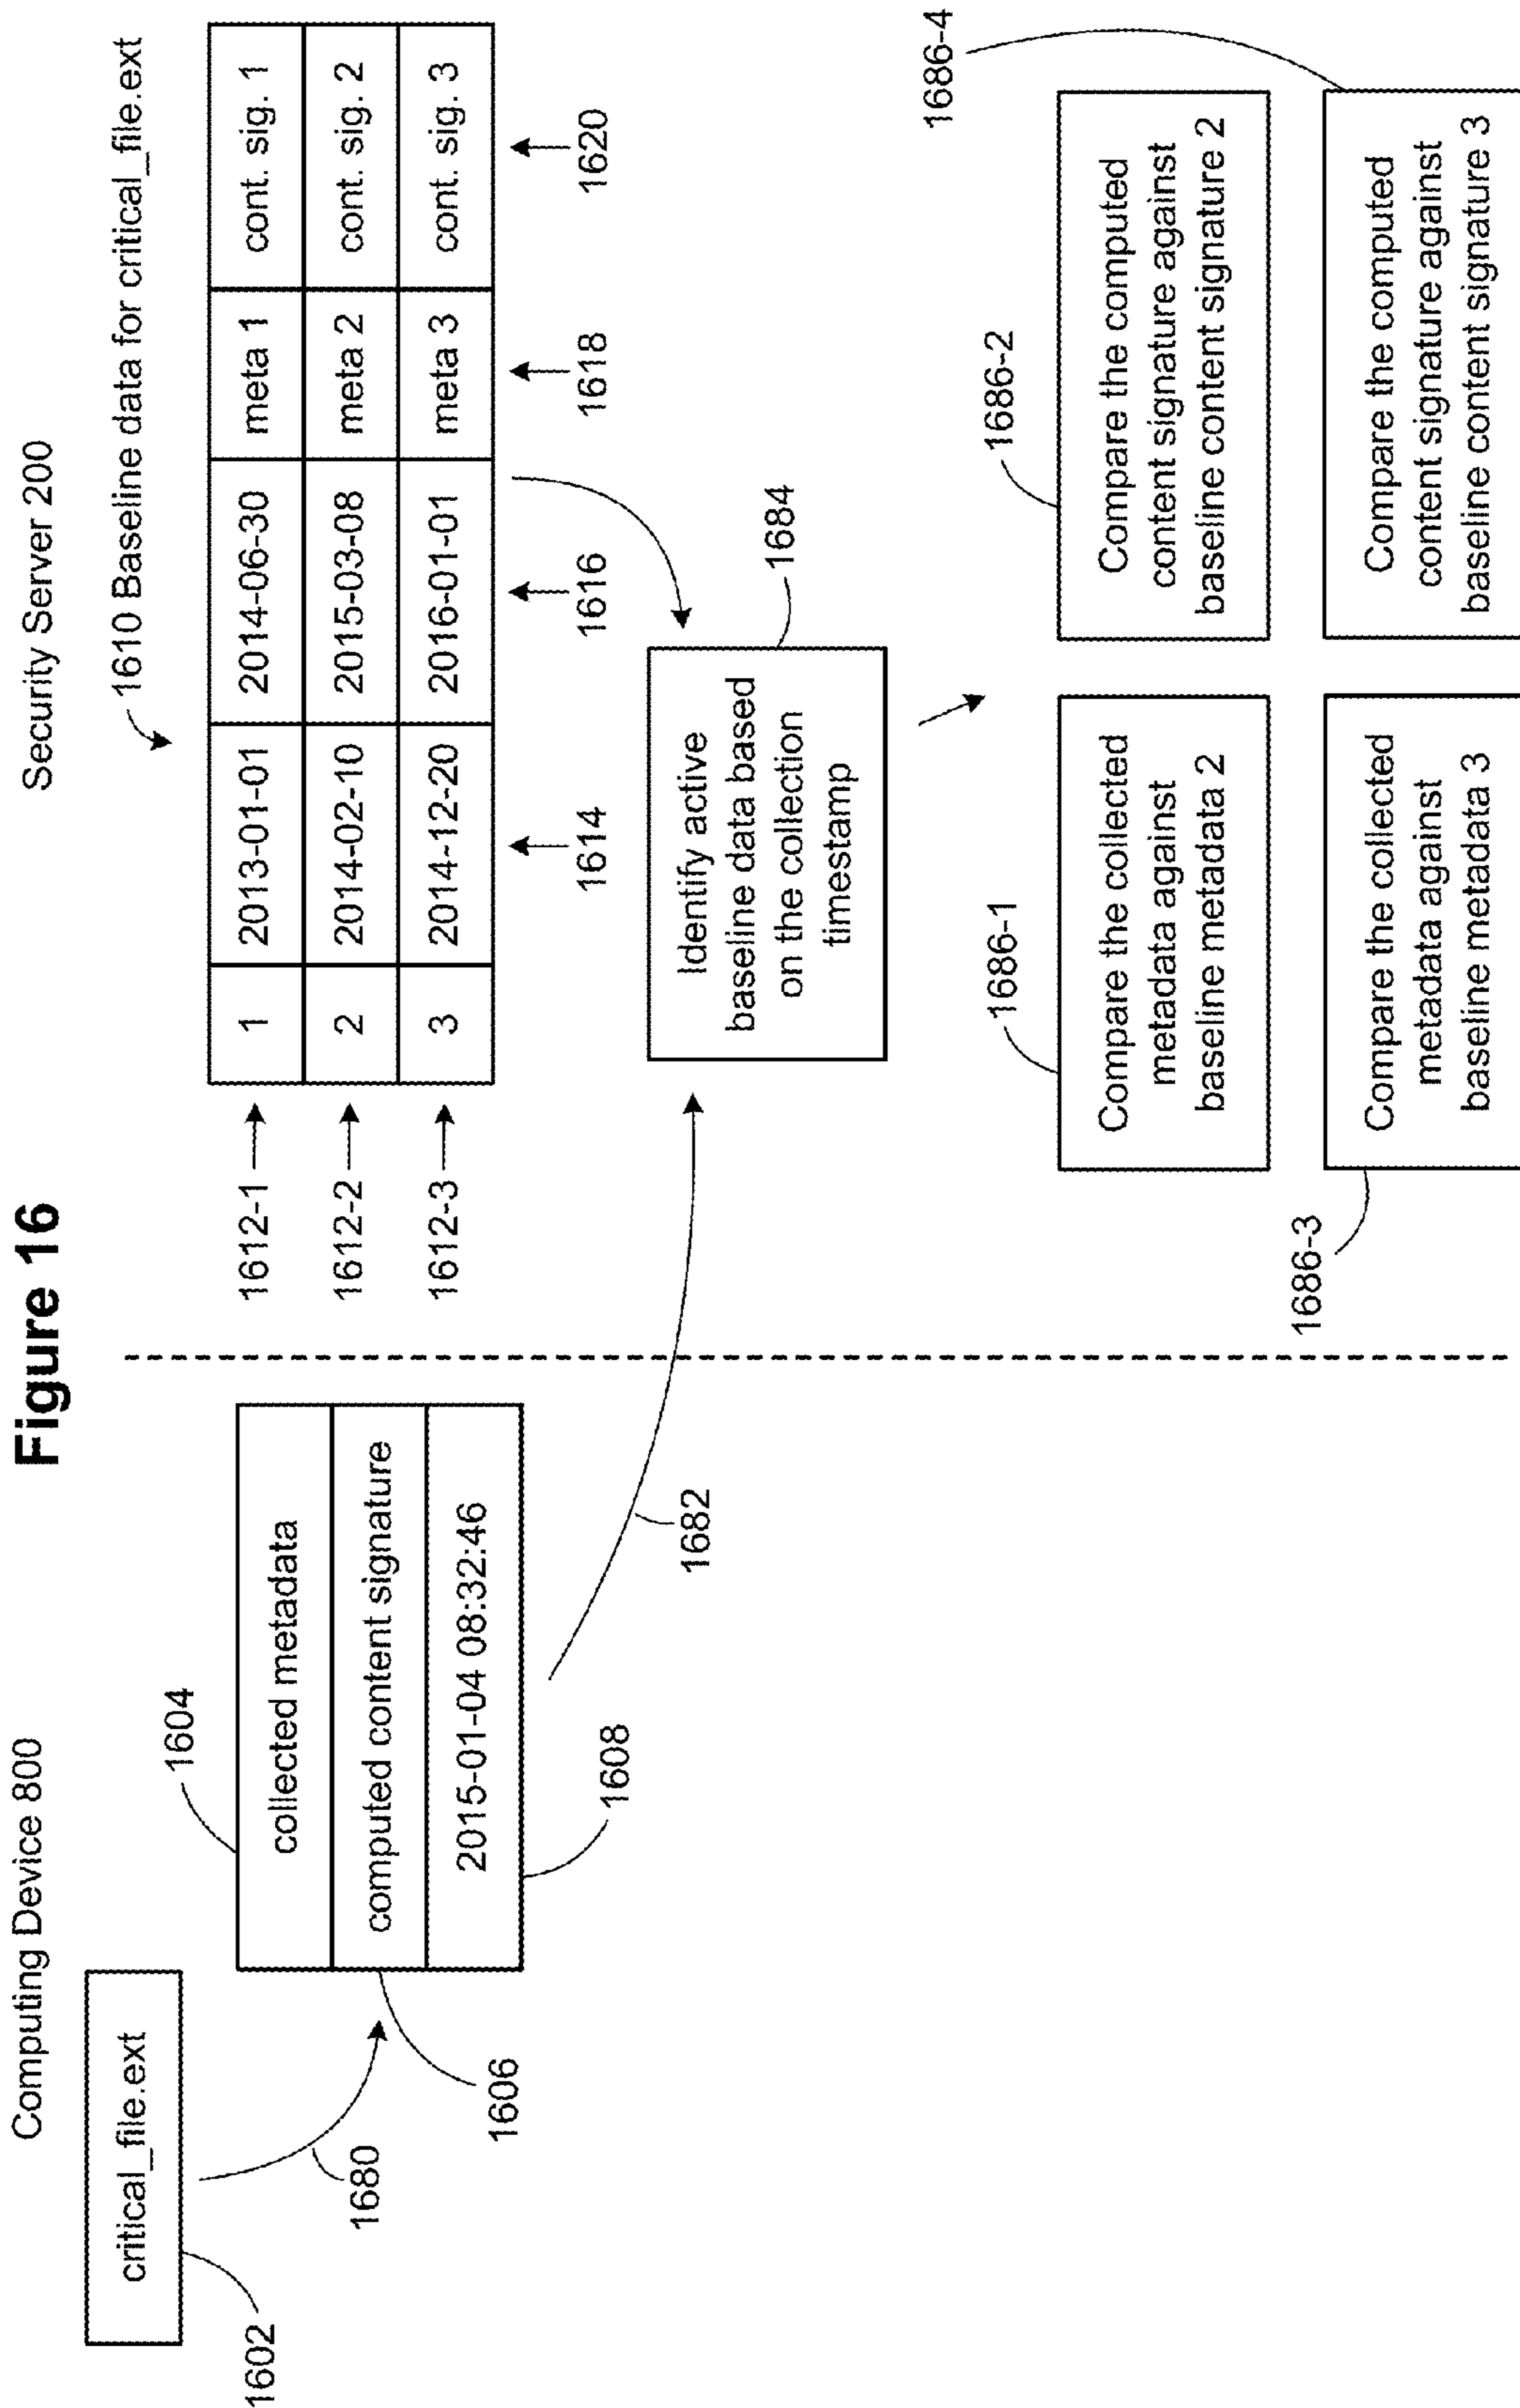 Figure 16
Computing Device 800
critical_file.ext
1602
1680
1604
collected metadata
computed content signature
2015-01-04 08:32:46
1606
1608
1682
Security Server 200
1610 Baseline data for critical_file.ext
1612-1
1 2013-01-01 2014-06-30 meta 1 cont. sig. 1
1612-2
2 2014-02-10 2015-03-08 meta 2 cont. sig. 2
1612-3
3 2014-12-20 2016-01-01 meta 3 cont. sig. 3
1614
1616
1618
1620
Identify active
baseline data based
on the collection
timestamp
1684
1686-1
Compare the collected
metadata against
baseline metadata 2
1686-2
Compare the computed
content signature against
baseline content signature 2
1686-3
Compare the collected
metadata against
baseline metadata 3
1686-4
Compare the computed
content signature against
baseline content signature 3